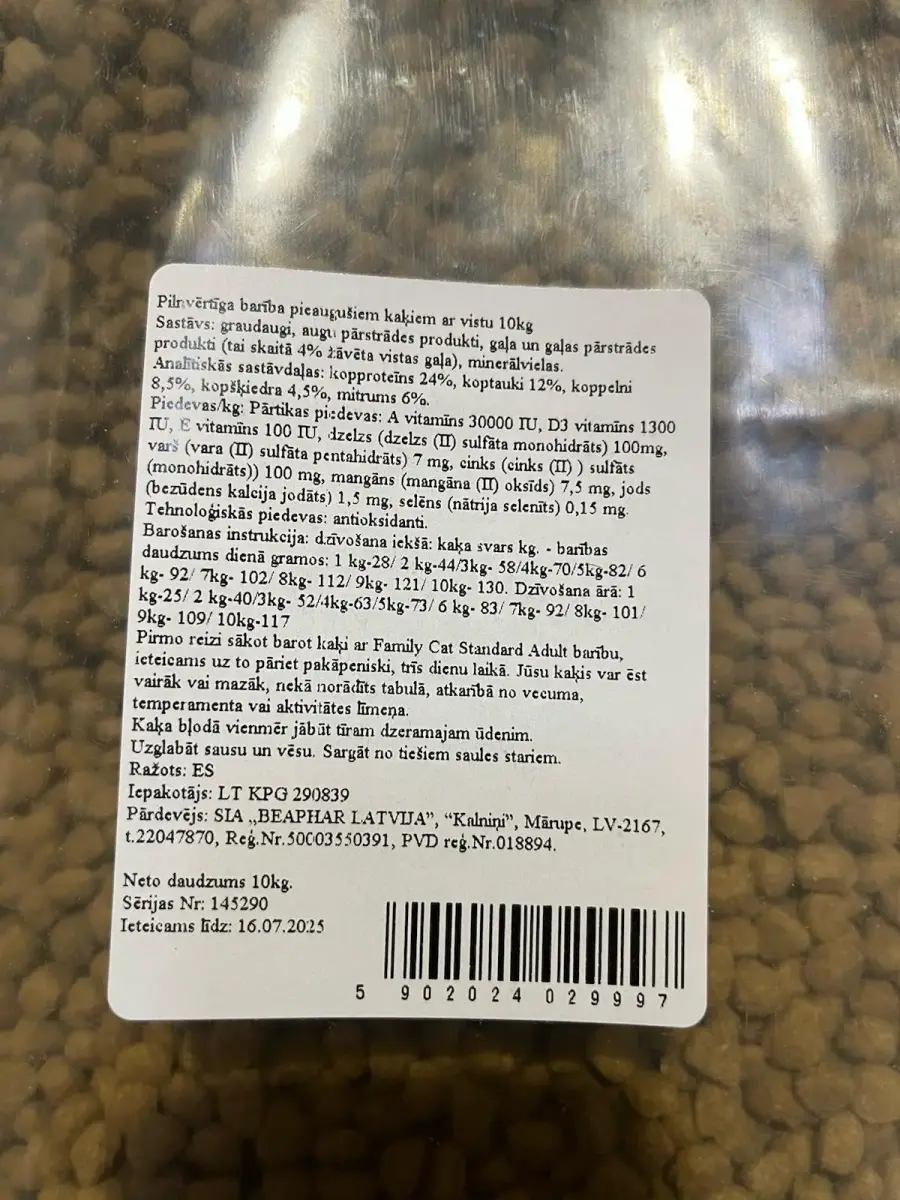 Pilnvērtīga barība pieaugušiem kaķiem ar vistu 10kg
Sastāvs: graudaugi, augu pārstrādes produkti, gaļa un gaļas pārstrādes
produkti (tai skaitā 4% žāvēta vistas gaļa), minerālvielas.
Analītiskās sastāvdaļas: kopproteīns 24%, koptauki 12%, koppelni
8,5%, kopšķiedra 4,5%, mitrums 6%.
Piedevas/kg: Pārtikas piedevas: A vitamīns 30000 IU, D3 vitamīns 1300
IU, E vitamīns 100 IU, dzelzs (dzelzs (II) sulfāta monohidrāts) 100mg,
varš (vara (II) sulfāta pentahidrāts) 7 mg, cinks (cinks (II) ) sulfāts
(monohidrāts)) 100 mg, mangāns (mangāna (II) oksīds) 7,5 mg, jods
(bezūdens kalcija jodāts) 1,5 mg, selēns (nātrija selenīts) 0,15 mg.
Tehnoloģiskās piedevas: antioksidanti.
Barošanas instrukcija: dzīvošana iekšā: kaķa svars kg. - barības
daudzums dienā gramos: 1 kg-28/ 2 kg-44/3kg- 58/4kg-70/5kg-82/ 6
kg- 92/ 7kg- 102/ 8kg- 112/ 9kg- 121/ 10kg- 130. Dzīvošana ārā: 1
kg-25/ 2 kg-40/3kg- 52/4kg-63/5kg-73/ 6 kg- 83/ 7kg- 92/ 8kg- 101/
9kg- 109/ 10kg-117
Pirmo reizi sākot barot kaķi ar Family Cat Standard Adult barību,
ieteicams uz to pāriet pakāpeniski, trīs dienu laikā. Jūsu kaķis var ēst
vairāk vai mazāk, nekā norādīts tabulā, atkarībā no vecuma,
temperamenta vai aktivitātes līmeņa.
Kaķa bļodā vienmēr jābūt tīram dzeramajam ūdenim.
Uzglabāt sausu un vēsu. Sargāt no tiešiem saules stariem.
Ražots: ES
Iepakotājs: LT KPG 290839
Pārdevējs: SIA „BEAPHAR LATVIJA”, “Kalniņi”, Mārupe, LV-2167,
t.22047870, Reģ.Nr.50003550391, PVD reģ.Nr.018894.
Neto daudzums 10kg.
Sērijas Nr: 145290
Ieteicams līdz: 16.07.2025
5 902024 029997